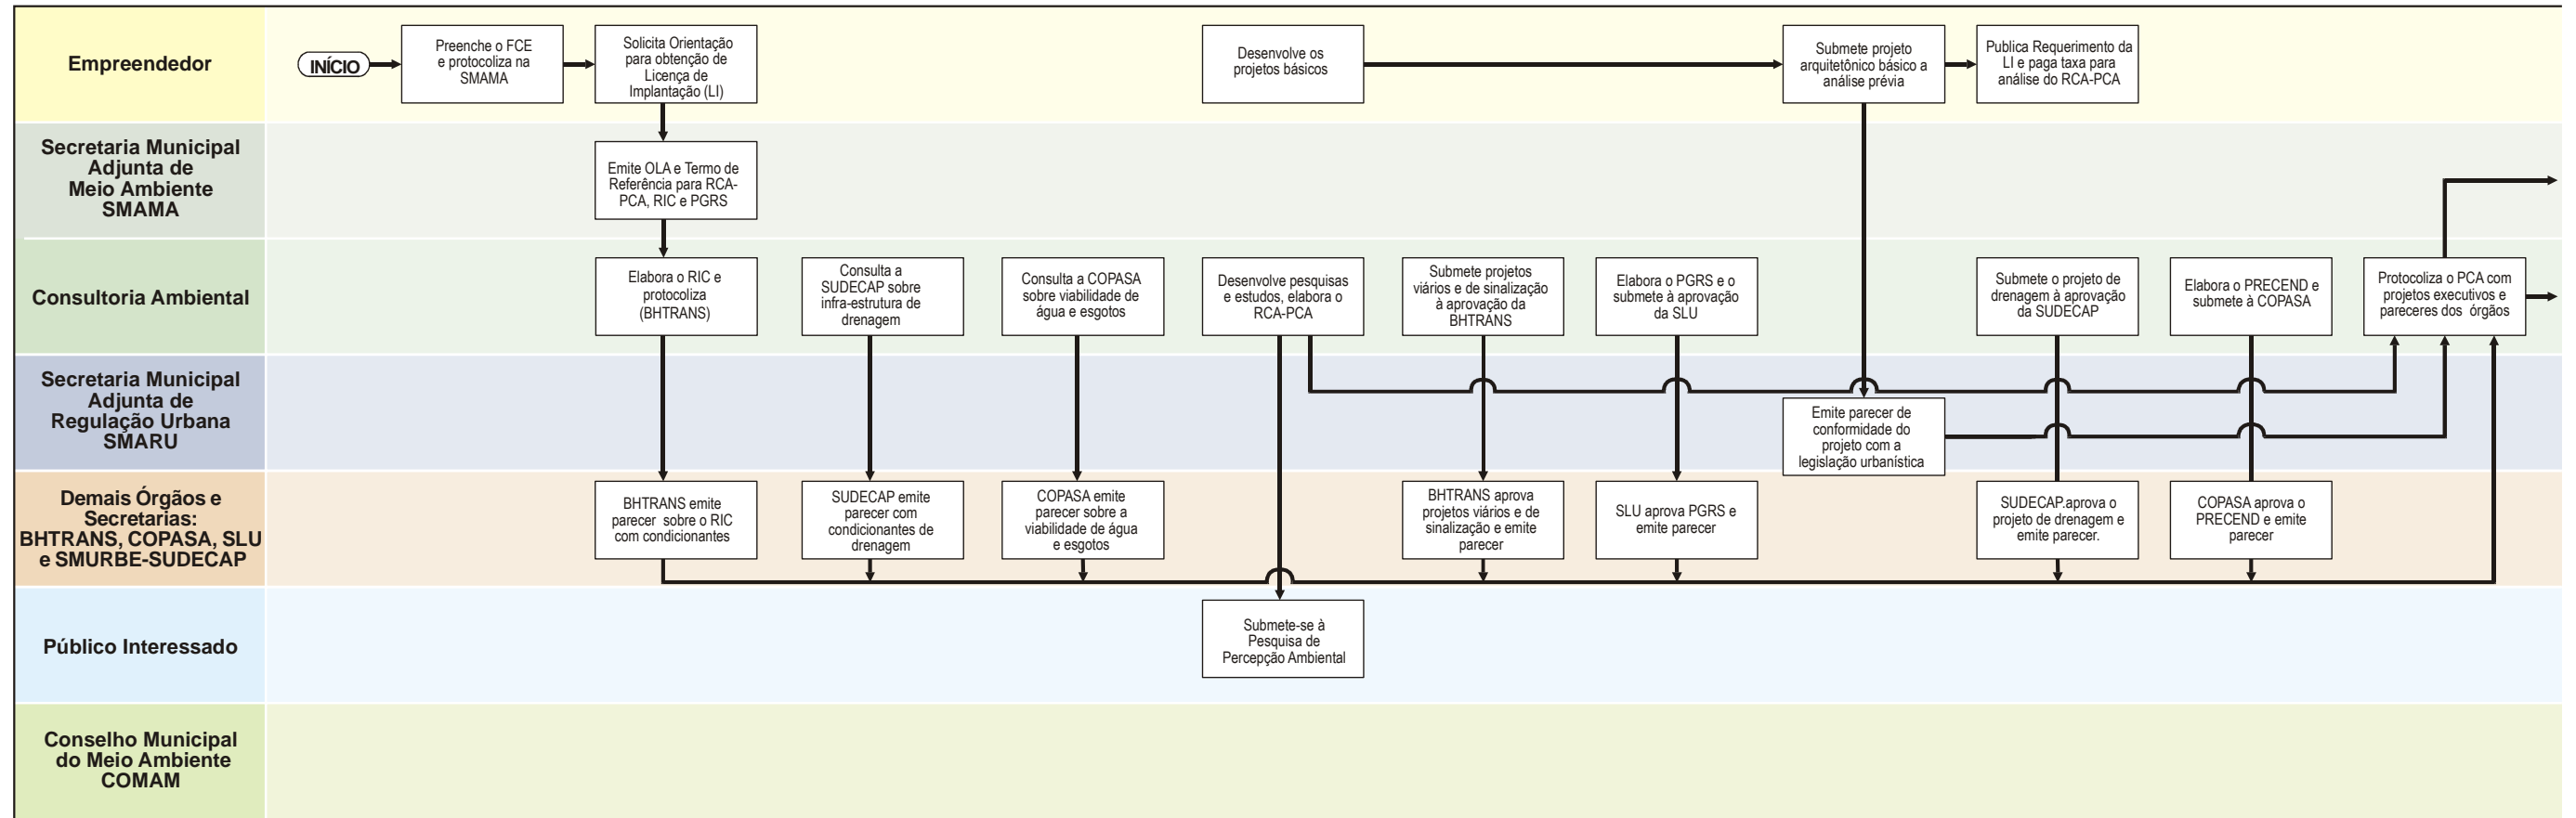 Empreendedor
INÍCIO
Preenche o FCE
e protocoliza na
SMAMA
Solicita Orientação
para obtenção de
Licença de
Implantação (LI)
Desenvolve os
projetos básicos
Submete projeto
arquitetônico básico a
análise prévia
Publica Requerimento da
LI e paga taxa para
análise do RCA-PCA
Secretaria Municipal
Adjunta de
Meio Ambiente
SMAMA
Emite OLA e Termo de
Referência para RCA-
PCA, RIC e PGRS
Consultoria Ambiental
Elabora o RIC e
protocoliza
(BHTRANS)
Consulta a
SUDECAP sobre
infra-estrutura de
drenagem
Consulta a COPASA
sobre viabilidade de
água e esgotos
Desenvolve pesquisas
e estudos, elabora o
RCA-PCA
Submete projetos
viários e de sinalização
à aprovação da
BHTRANS
Elabora o PGRS e o
submete à aprovação
da SLU
Submete o projeto de
drenagem à aprovação
da SUDECAP
Elabora o PRECEND e
submete à COPASA
Protocoliza o PCA com
projetos executivos e
pareceres dos órgãos
Secretaria Municipal
Adjunta de
Regulação Urbana
SMARU
Emite parecer de
conformidade do
projeto com a
legislação urbanística
Demais Órgãos e
Secretarias:
BHTRANS, COPASA, SLU
e SMURBE-SUDECAP
BHTRANS emite
parecer sobre o RIC
com condicionantes
SUDECAP emite
parecer com
condicionantes de
drenagem
COPASA emite
parecer sobre a
viabilidade de água
e esgotos
BHTRANS aprova
projetos viários e de
sinalização e emite
parecer
SLU aprova PGRS e
emite parecer
SUDECAP.aprova o
projeto de drenagem e
emite parecer.
COPASA aprova o
PRECEND e emite
parecer
Público Interessado
Submete-se à
Pesquisa de
Percepção Ambiental
Conselho Municipal
do Meio Ambiente
COMAM